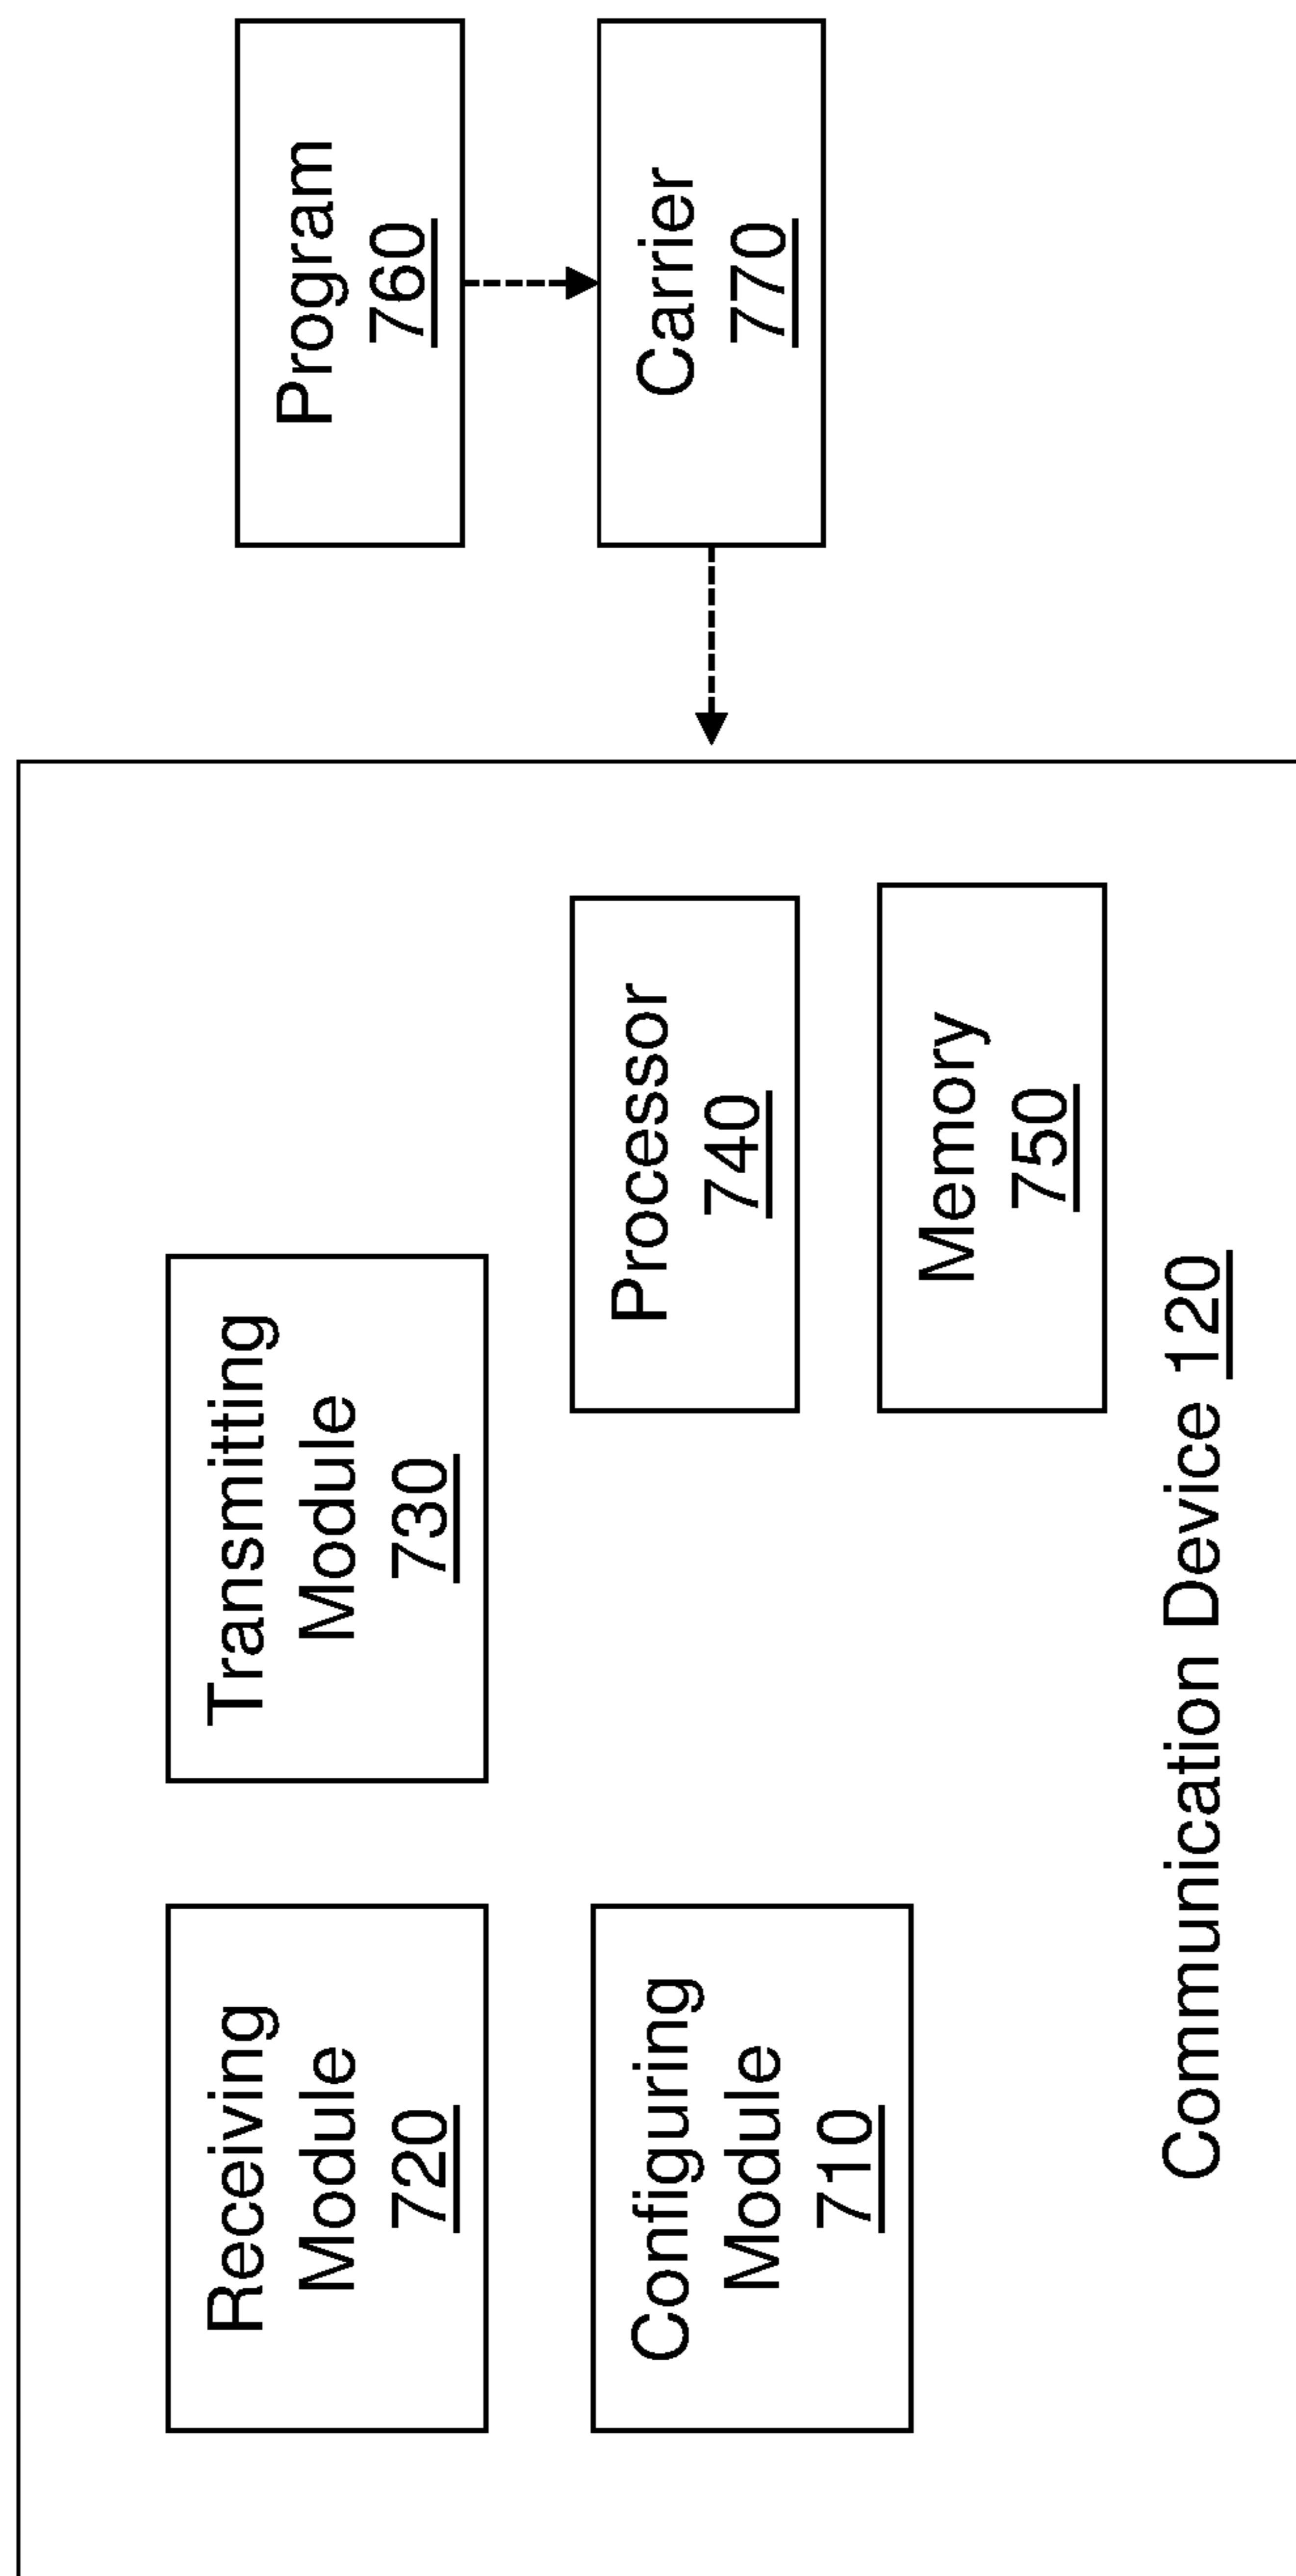 Receiving
Module
720
Transmitting
Module
730
Program
760
Configuring
Module
710
Processor
740
Carrier
770
Memory
750
Communication Device 120